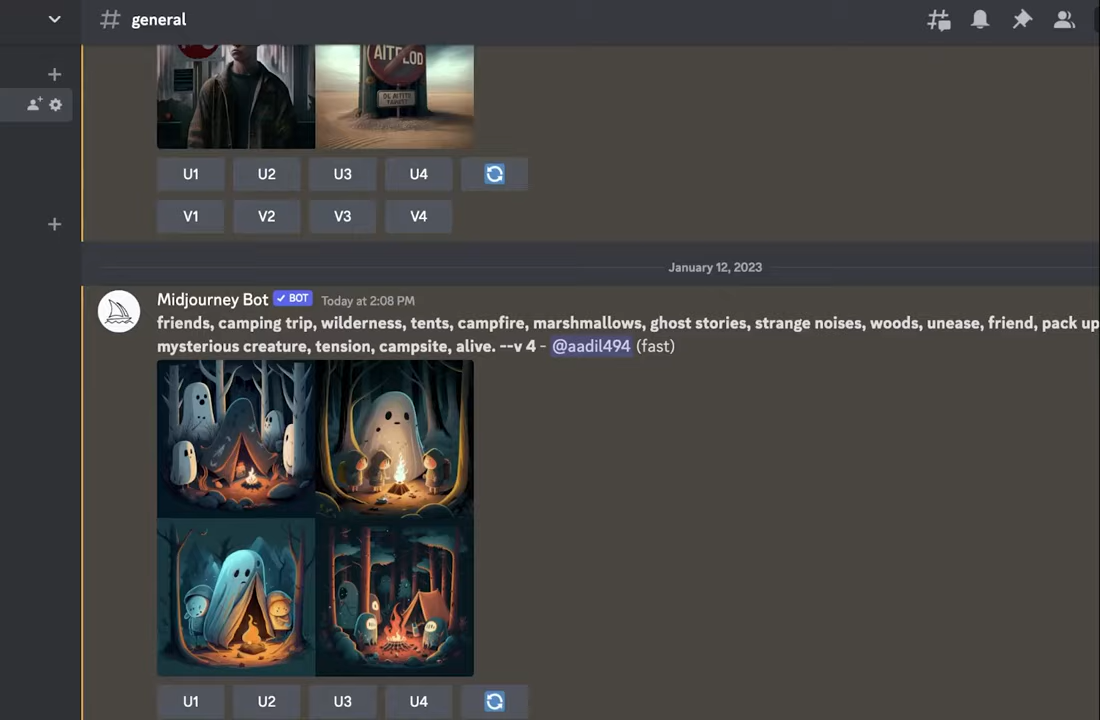 # general
AITE LOD
U1 U2 U3 U4
V1 V2 V3 V4
January 12, 2023
Midjourney Bot ✓ BOT Today at 2:08 PM
friends, camping trip, wilderness, tents, campfire, marshmallows, ghost stories, strange noises, woods, unease, friend, pack up
mysterious creature, tension, campsite, alive. --v 4 - @aadil494 (fast)
U1 U2 U3 U4